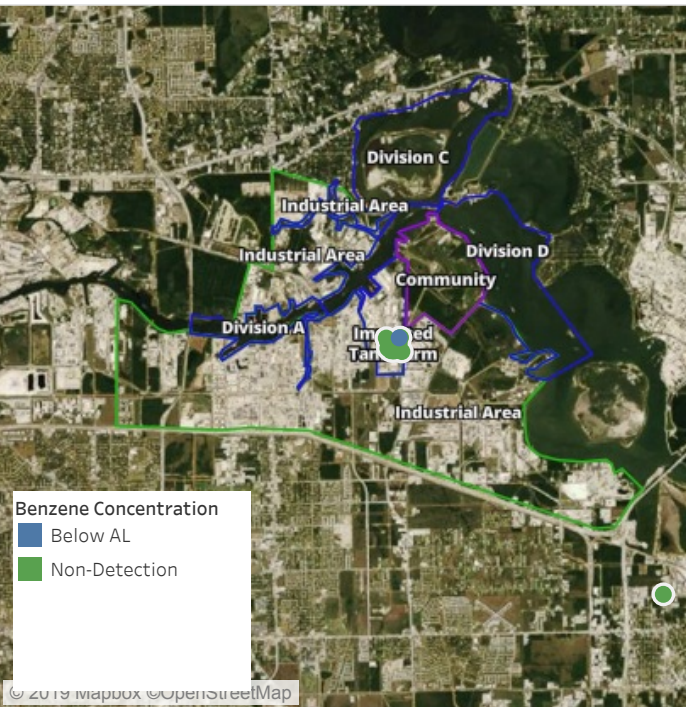 Division C
Industrial Area
Industrial Area
Division D
Community
Division A
Industrial Area
Benzene Concentration
Below AL
Non-Detection
© 2019 Mapbox ©OpenStreetMap